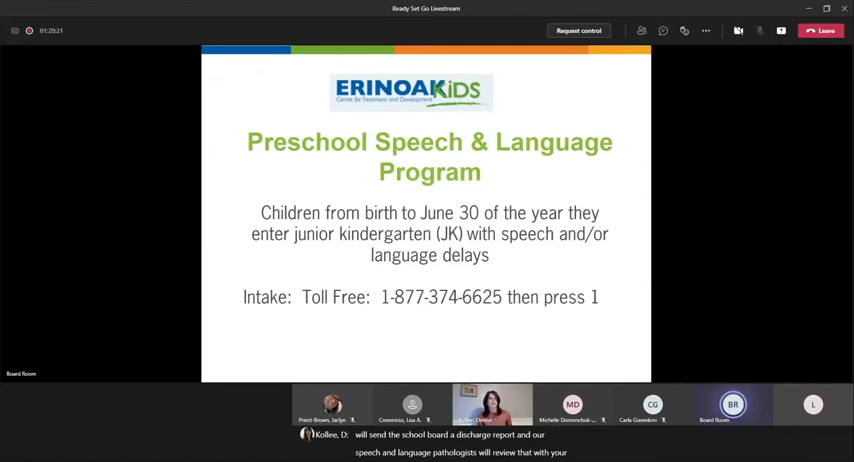 Ready Set Go Livestream
01:20:21
Request control
Leave
ERINOAKKiDS
Centre for Treatment and Development
Preschool Speech & Language
Program
Children from birth to June 30 of the year they
enter junior kindergarten (JK) with speech and/or
language delays
Intake: Toll Free: 1-877-374-6625 then press 1
Board Room
MD
CG
BR
L
Priest-Brown, Jaclyn
Commisso, Lisa A.
Michelle Domonchuk-...
Carla Giavedoni
Board Room
Kollee, D: will send the school board a discharge report and our
speech and language pathologists will review that with your